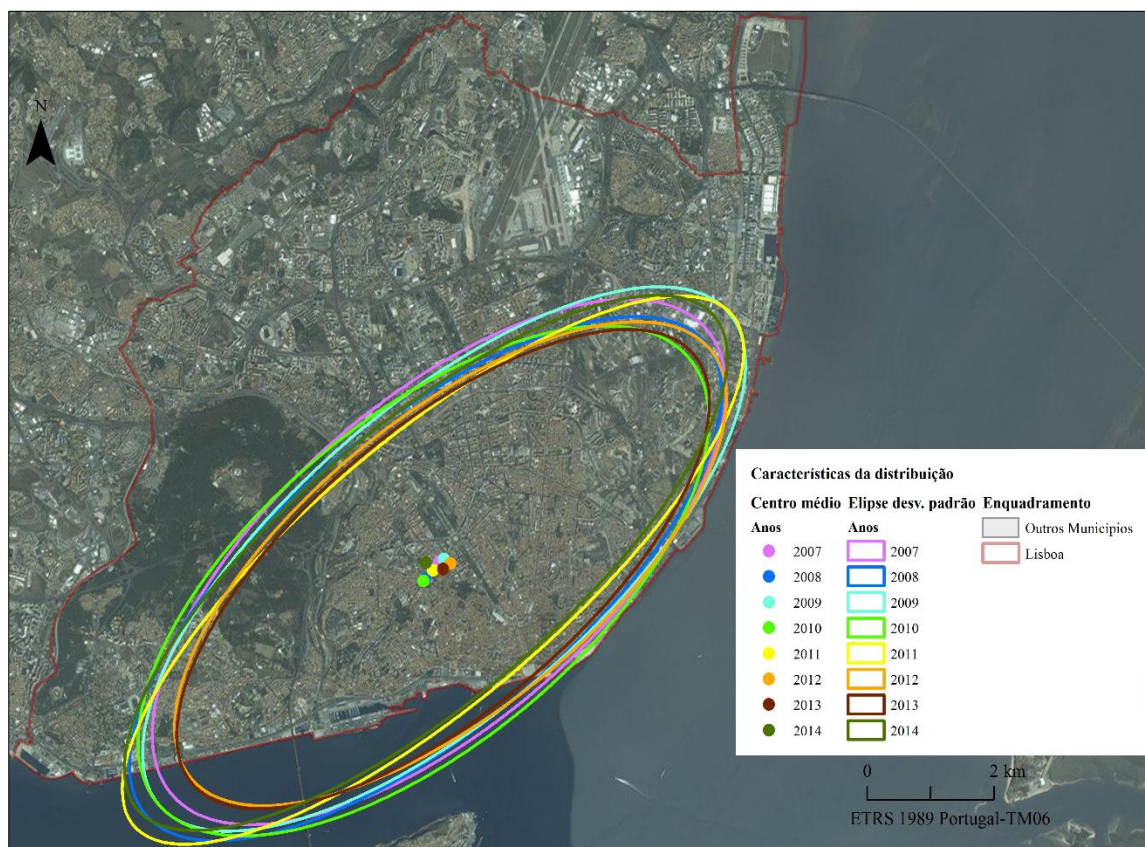 N
Características da distribuição
Centro médio Elipse desv. padrão Enquadramento
Anos Anos Outros Municipios
2007 2007 Lisboa
2008 2008
2009 2009
2010 2010
2011 2011
2012 2012
2013 2013
2014 2014
0 2 km
ETRS 1989 Portugal-TM06